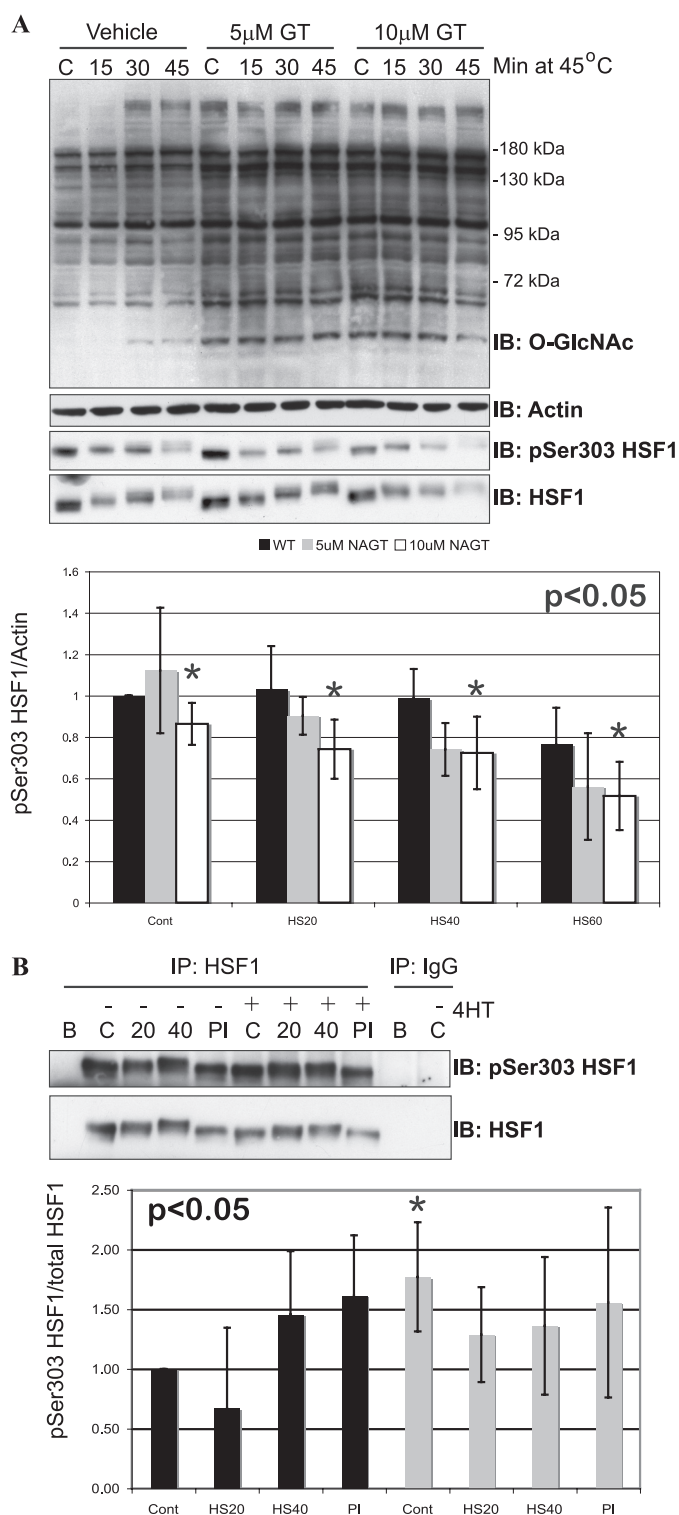 A
Vehicle 5μM GT 10μM GT
C 15 30 45 C 15 30 45 C 15 30 45 Min at 45°C
-180 kDa
-130 kDa
- 95 kDa
- 72 kDa
IB: O-GlcNAc
IB: Actin
IB: pSer303 HSF1
IB: HSF1
WT 5uM NAGT 10uM NAGT
p<0.05
pSer303 HSF1/Actin
1.6
1.4
1.2
1
0.8
0.6
0.4
0.2
0
* * * *
Cont HS20 HS40 HS60
B
IP: HSF1 IP: IgG
- - - - + + + + - 4HT
B C 20 40 PI C 20 40 PI B C
IB: pSer303 HSF1
IB: HSF1
p<0.05
*
pSer303 HSF1/total HSF1
2.50
2.00
1.50
1.00
0.50
0.00
Cont HS20 HS40 PI Cont HS20 HS40 PI